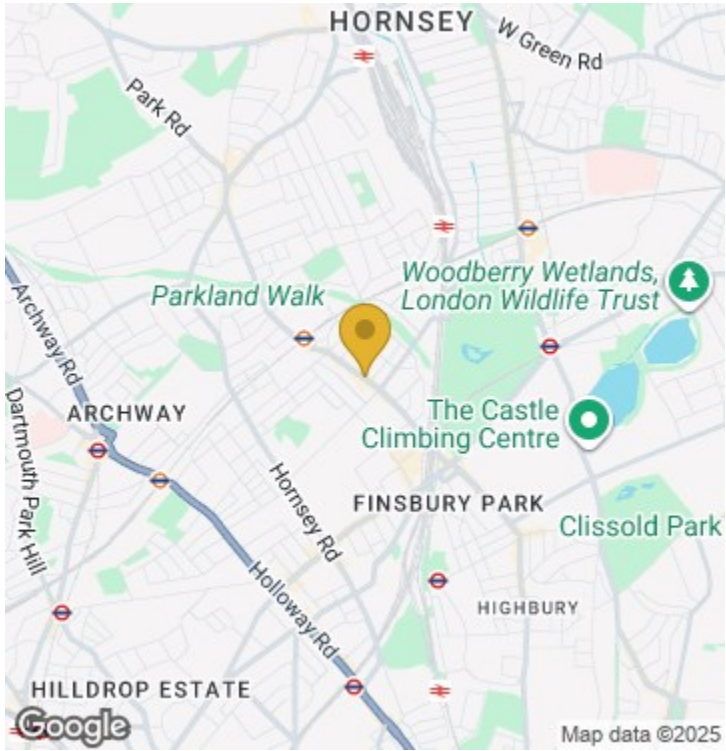 HORNSEY
W Green Rd
Park Rd
Woodberry Wetlands,
London Wildlife Trust
Parkland Walk
Archway Rd
ARCHWAY
The Castle
Climbing Centre
Dartmouth Park Hill
Hornsey Rd
FINSBURY PARK
Clissold Park
Holloway Rd
HIGHBURY
HILLDROP ESTATE
Google
Map data ©2025